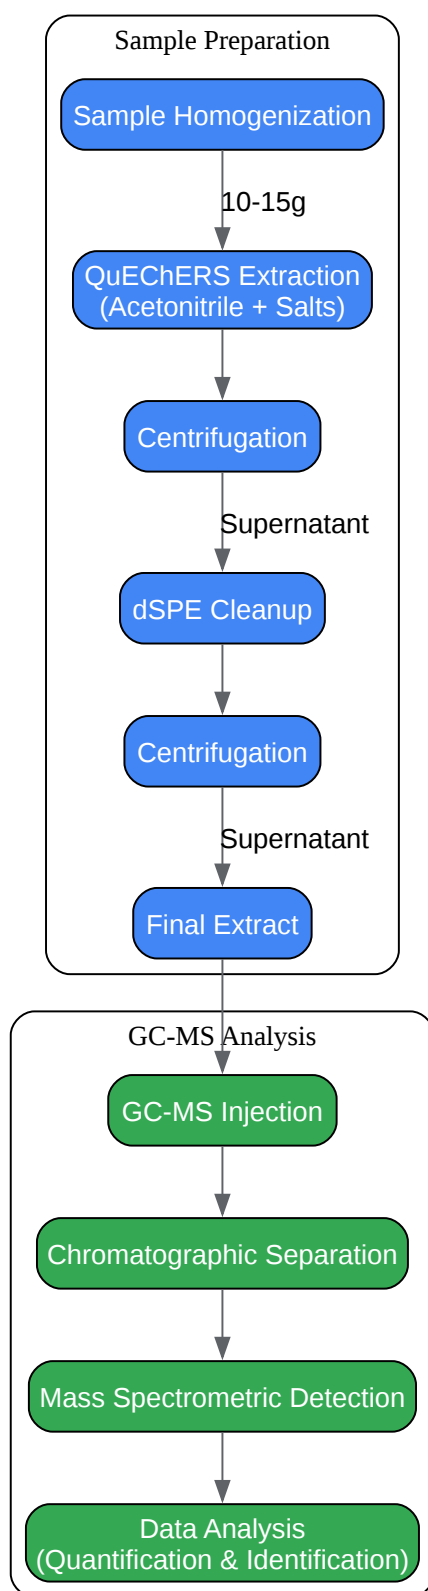 Sample Preparation
Sample Homogenization
10-15g
QuEChERS Extraction
(Acetonitrile + Salts)
Centrifugation
Supernatant
dSPE Cleanup
Centrifugation
Supernatant
Final Extract
GC-MS Analysis
GC-MS Injection
Chromatographic Separation
Mass Spectrometric Detection
Data Analysis
(Quantification & Identification)